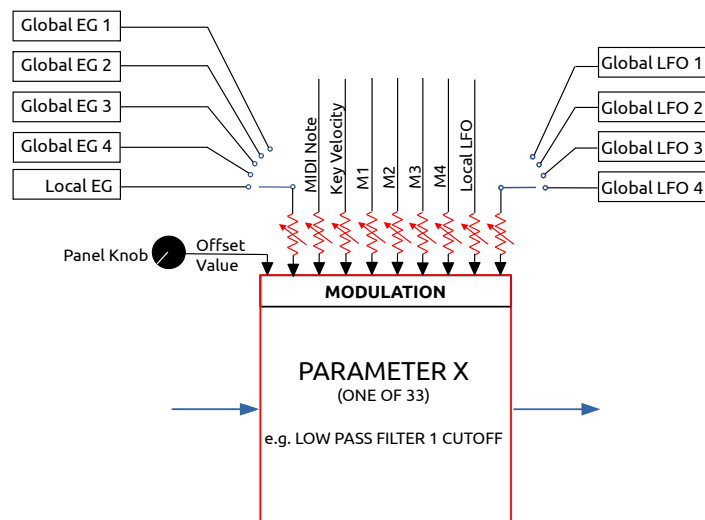 Global EG 1
Global EG 2
Global EG 3
Global EG 4
Local EG
MIDI Note
Key Velocity
M1
M2
M3
M4
Local LFO
Global LFO 1
Global LFO 2
Global LFO 3
Global LFO 4
Panel Knob
Offset
Value
MODULATION
PARAMETER X
(ONE OF 33)
e.g. LOW PASS FILTER 1 CUTOFF